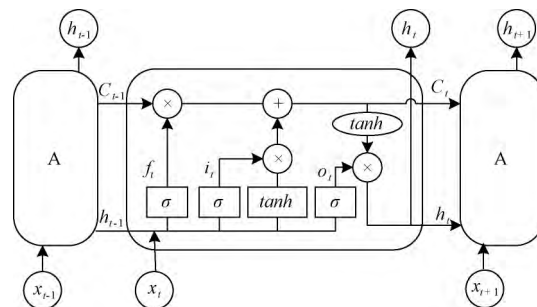 h_{t-1} h_t h_{t+1}
C_{t-1} × + C_t
tanh
A f_t i_t × o_t × A
σ σ tanh σ
h_{t-1} h_t
x_{t-1} x_t x_{t+1}